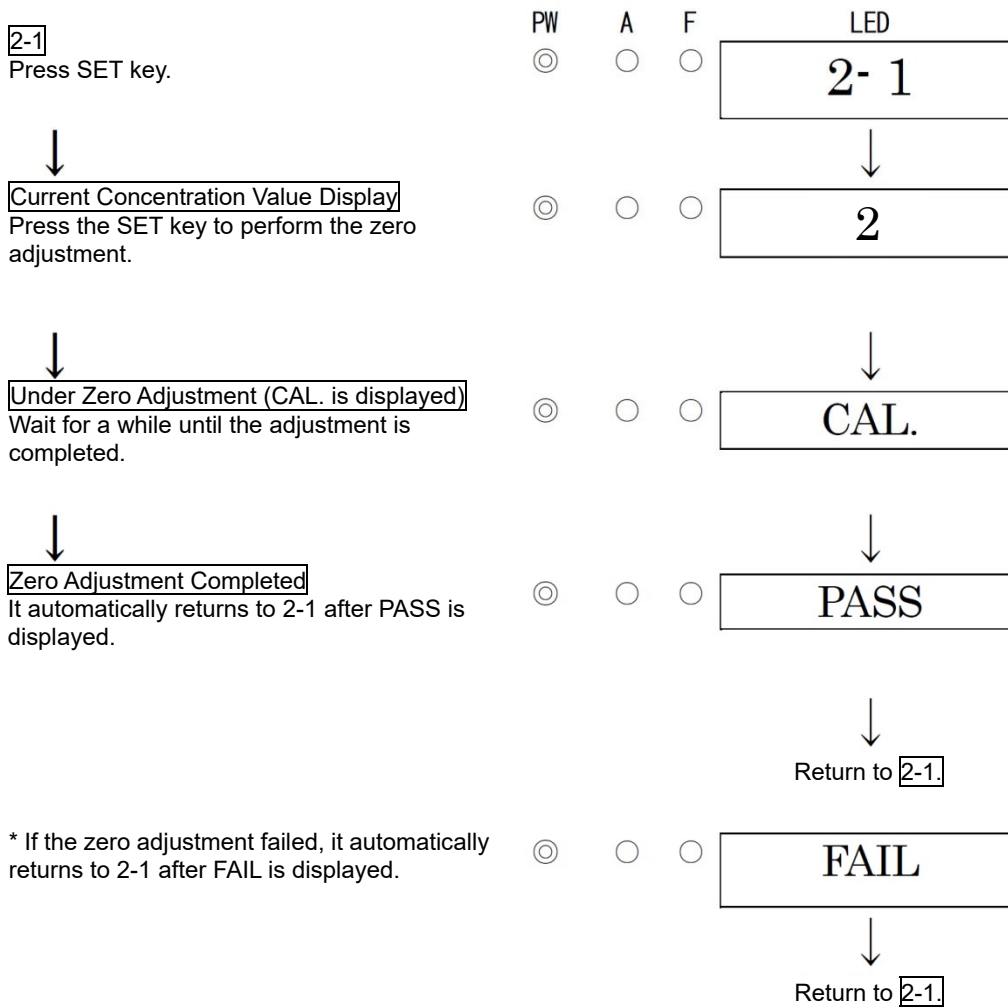 PW A F LED
2-1
Press SET key.
2- 1
Current Concentration Value Display
Press the SET key to perform the zero
adjustment.
2
Under Zero Adjustment (CAL. is displayed)
Wait for a while until the adjustment is
completed.
CAL.
Zero Adjustment Completed
It automatically returns to 2-1 after PASS is
displayed.
PASS
Return to 2-1.
* If the zero adjustment failed, it automatically
returns to 2-1 after FAIL is displayed.
FAIL
Return to 2-1.